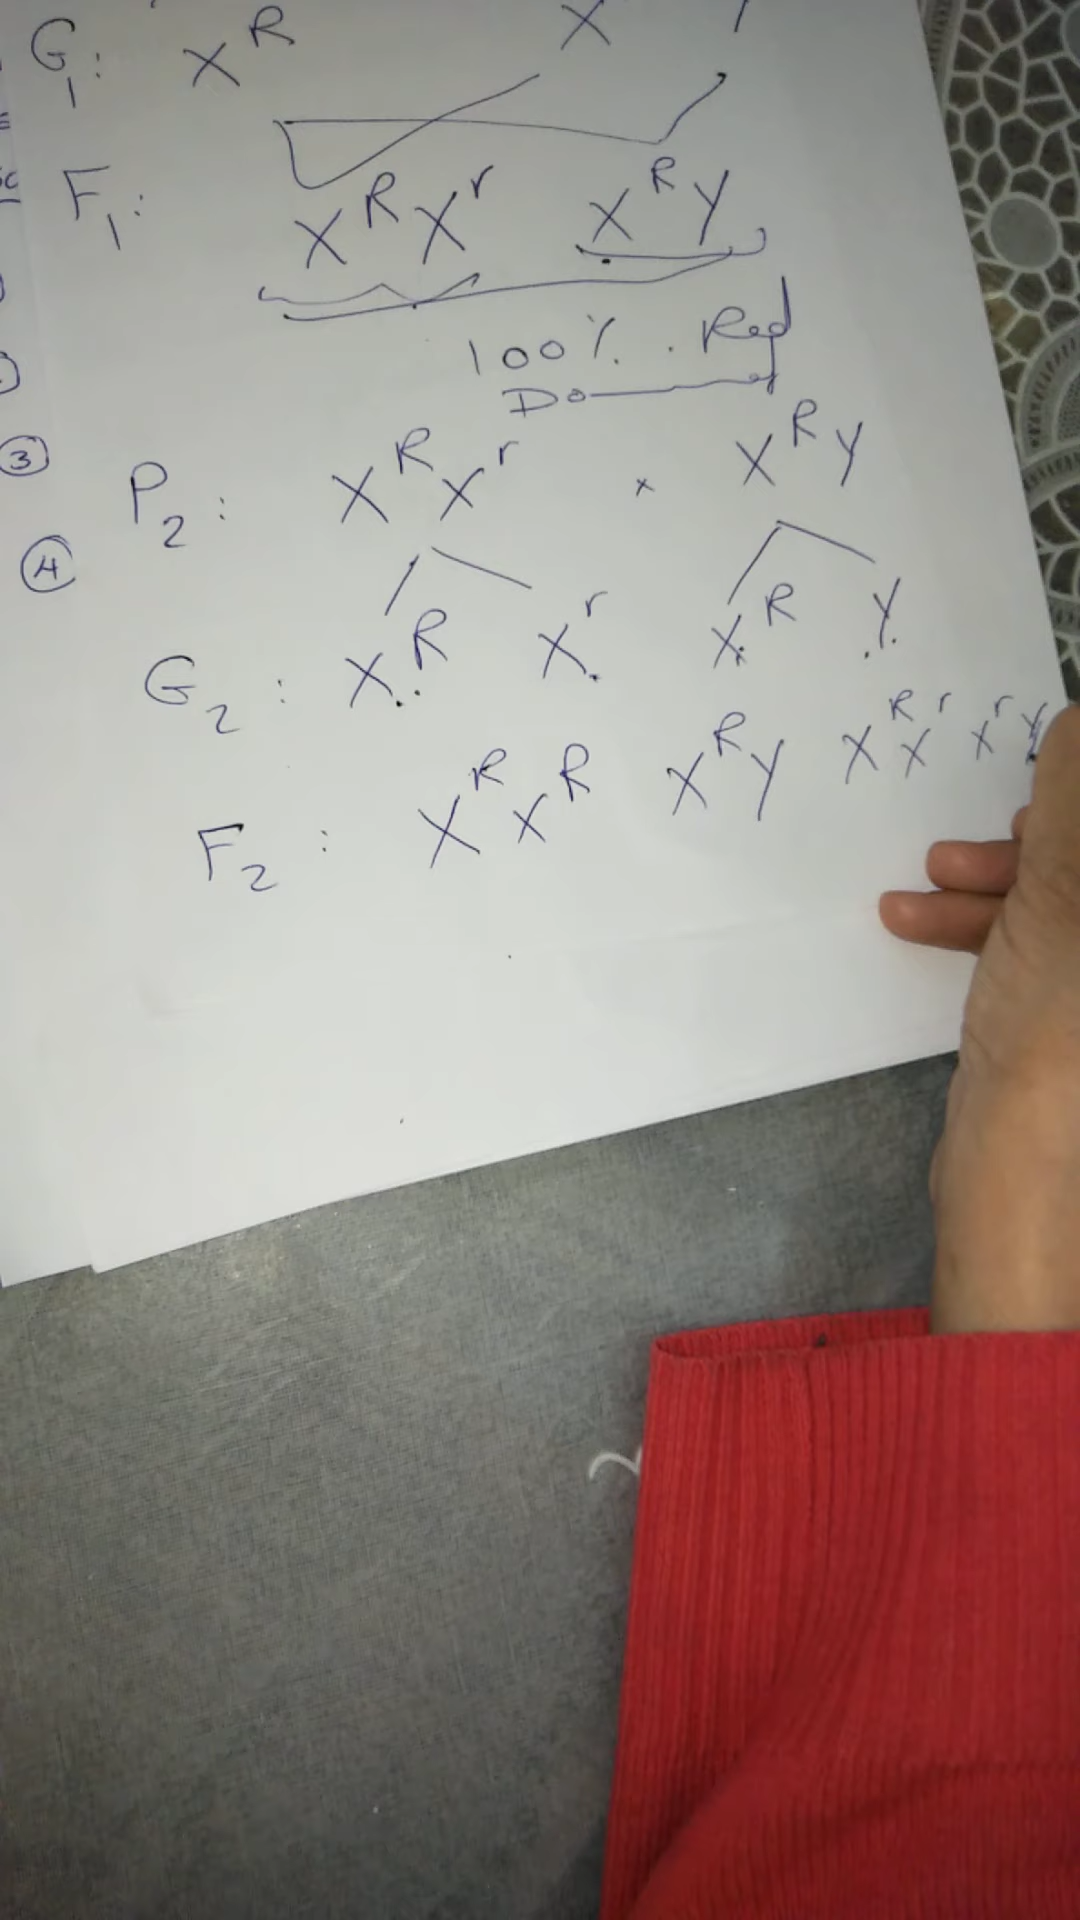 G1: X^R X
F1: X^R X^r X^R Y
100% . Red
Do
③
P2: X^R X^r x X^R Y
④
G2: X^R X^r X^R Y
F2: X^R X^R X^R Y X^R X^r X^r Y